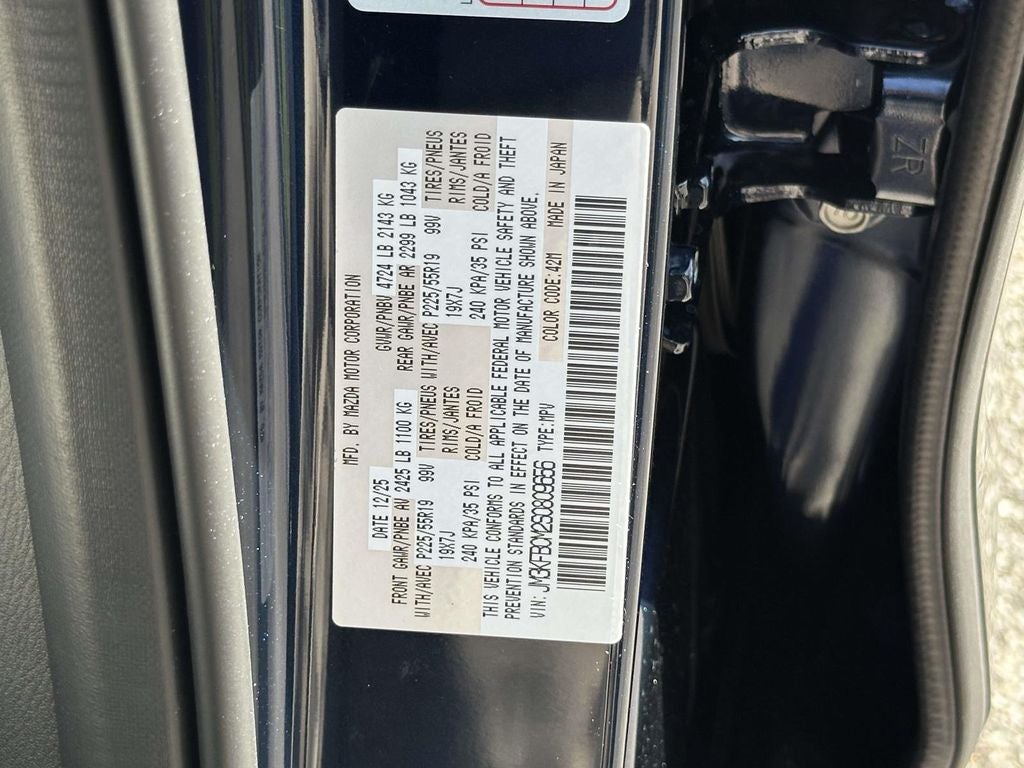 MFD. BY MAZDA MOTOR CORPORATION
DATE 12/25 GVWR/PNBV 4724 LB 2143 KG
FRONT GAWR/PNBE AV 2425 LB 1100 KG REAR GAWR/PNBE AR 2299 LB 1043 KG
WITH/AVEC P225/55R19 99V TIRES/PNEUS WITH/AVEC P225/55R19 99V TIRES/PNEUS
19X7J RIMS/JANTES 19X7J RIMS/JANTES
240 KPA/35 PSI COLD/A FROID 240 KPA/35 PSI COLD/A FROID
THIS VEHICLE CONFORMS TO ALL APPLICABLE FEDERAL MOTOR VEHICLE SAFETY AND THEFT
PREVENTION STANDARDS IN EFFECT ON THE DATE OF MANUFACTURE SHOWN ABOVE.
VIN: JM3KFBCM2S0809656 TYPE:MPV COLOR CODE:42M MADE IN JAPAN
ZR